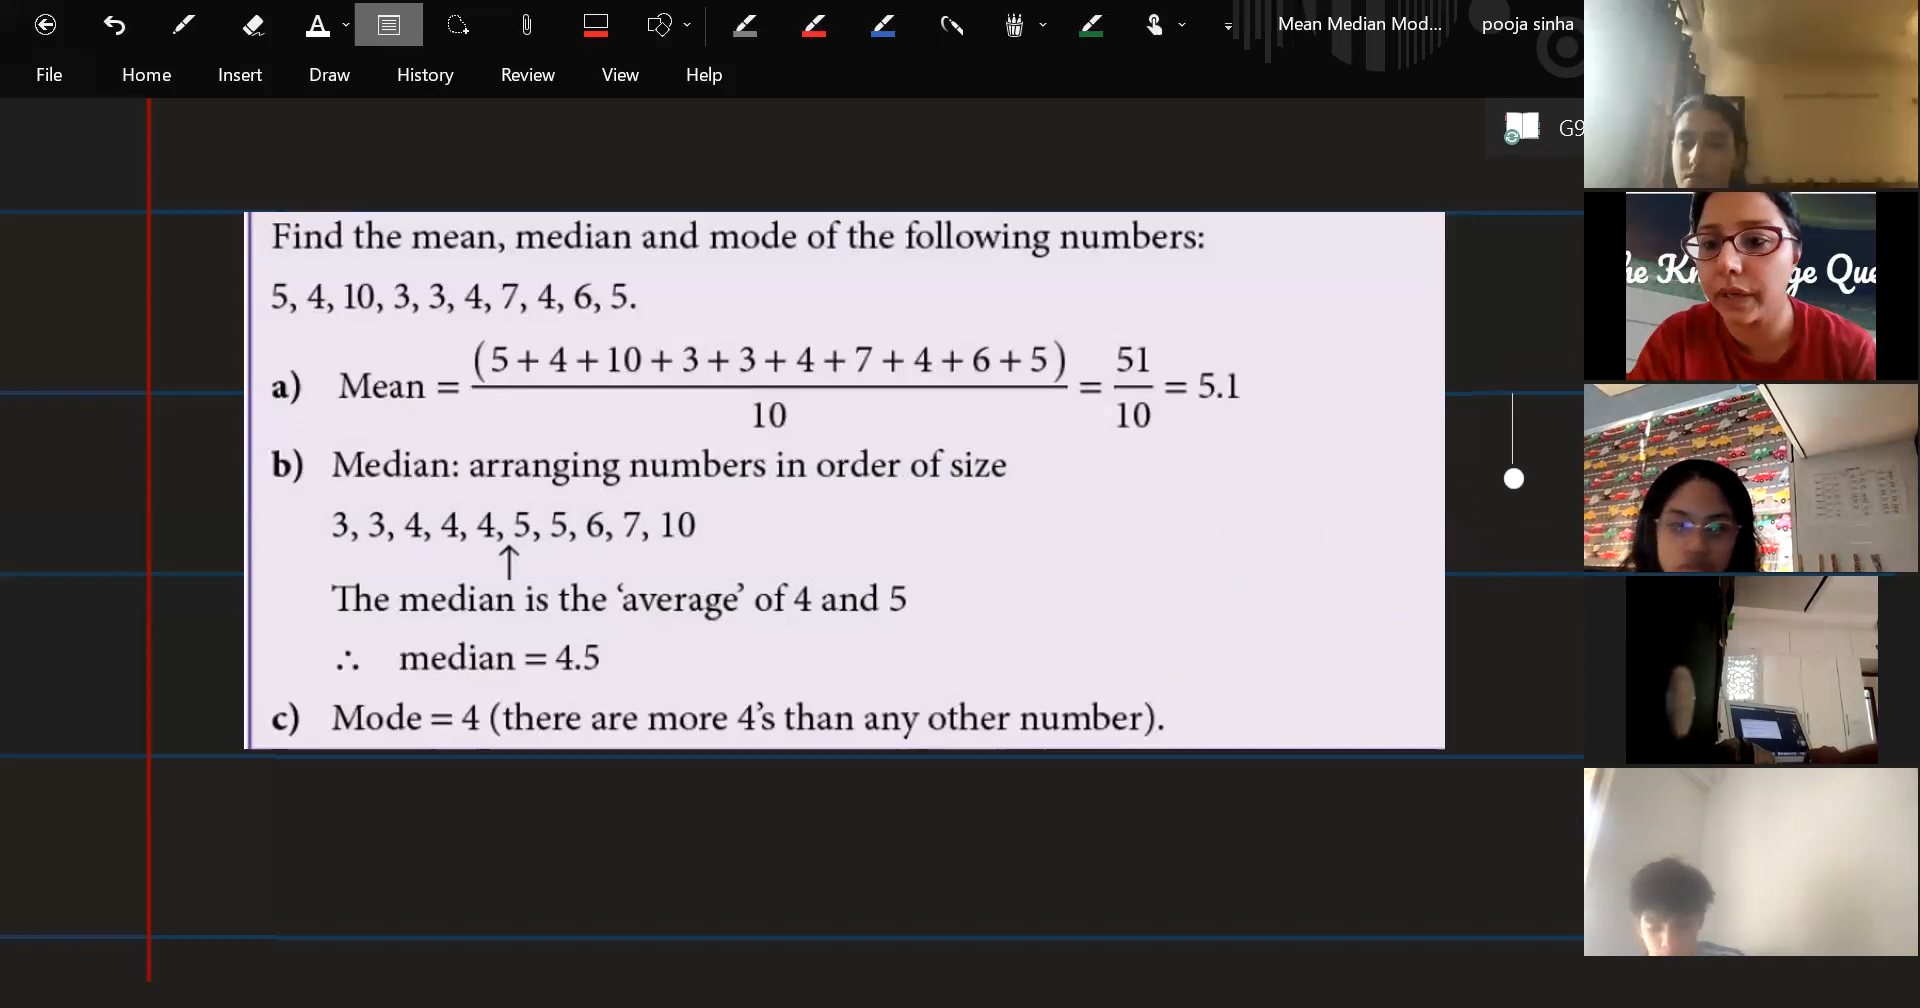 Mean Median Mod...
pooja sinha
File
Home
Insert
Draw
History
Review
View
Help
G9
Find the mean, median and mode of the following numbers:
5, 4, 10, 3, 3, 4, 7, 4, 6, 5.
a) Mean = (5 + 4 + 10 + 3 + 3 + 4 + 7 + 4 + 6 + 5) / 10 = 51 / 10 = 5.1
b) Median: arranging numbers in order of size
3, 3, 4, 4, 4, 5, 5, 6, 7, 10
↑
The median is the ‘average’ of 4 and 5
∴ median = 4.5
c) Mode = 4 (there are more 4’s than any other number).